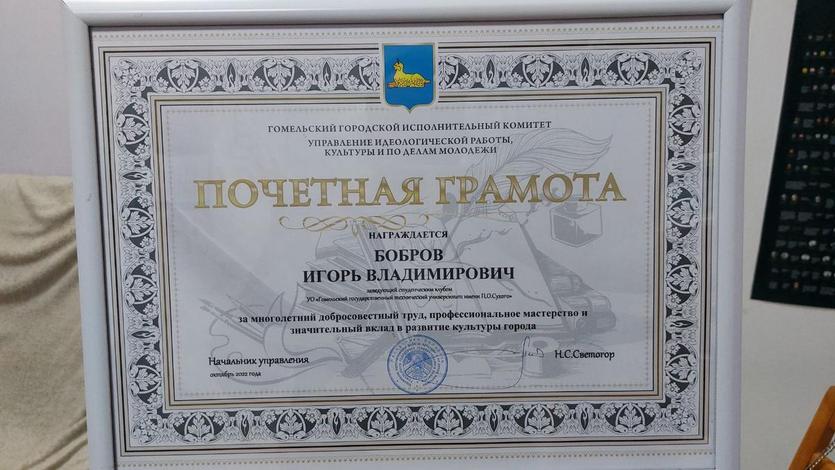 ГОМЕЛЬСКИЙ ГОРОДСКОЙ ИСПОЛНИТЕЛЬНЫЙ КОМИТЕТ
УПРАВЛЕНИЕ ИДЕОЛОГИЧЕСКОЙ РАБОТЫ,
КУЛЬТУРЫ И ПО ДЕЛАМ МОЛОДЕЖИ
ПОЧЕТНАЯ ГРАМОТА
НАГРАЖДАЕТСЯ
БОБРОВ
ИГОРЬ ВЛАДИМИРОВИЧ
заведующий студенческим клубом
УО «Гомельский государственный технический университет имени П.О.Сухого»
за многолетний добросовестный труд, профессиональное мастерство и
значительный вклад в развитие культуры города
Начальник управления
Н.С.Светогор
октябрь 2022 года